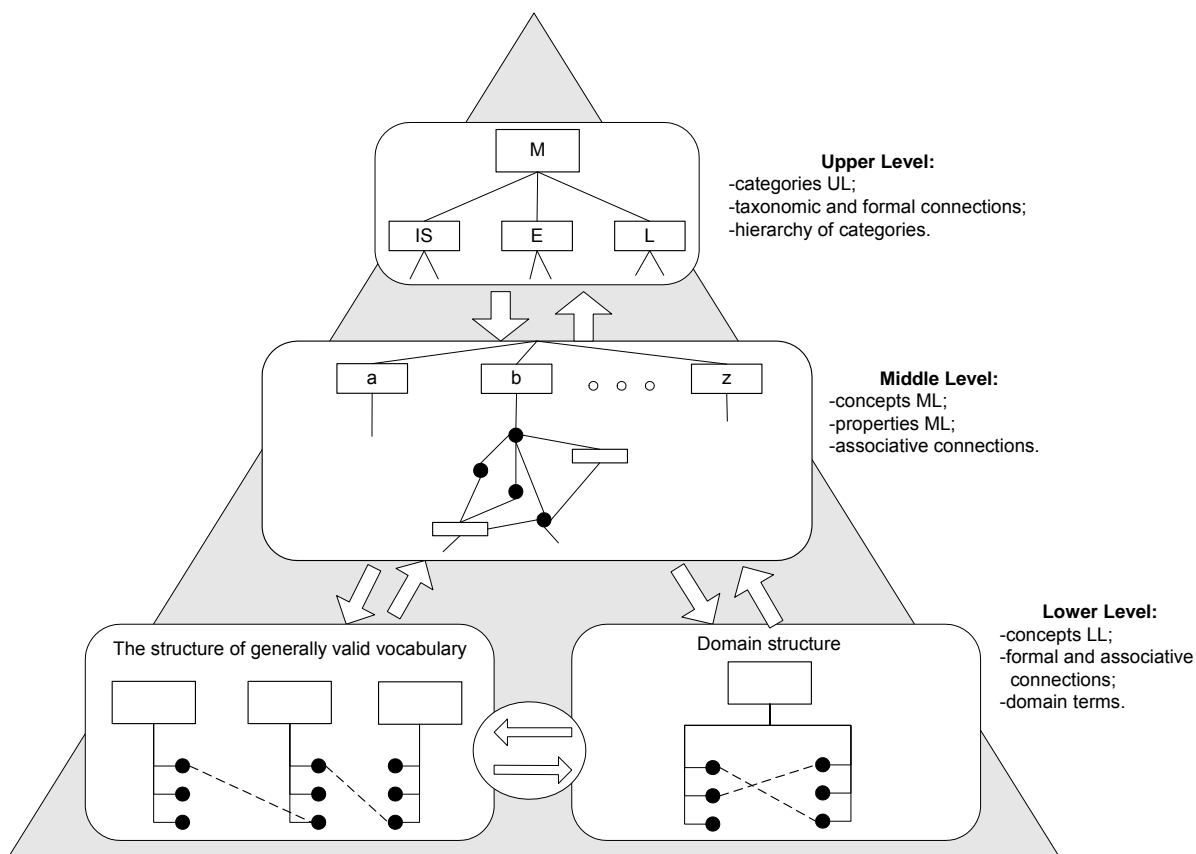 M
IS E L
Upper Level:
-categories UL;
-taxonomic and formal connections;
-hierarchy of categories.
a b z
Middle Level:
-concepts ML;
-properties ML;
-associative connections.
The structure of generally valid vocabulary
Domain structure
Lower Level:
-concepts LL;
-formal and associative
connections;
-domain terms.